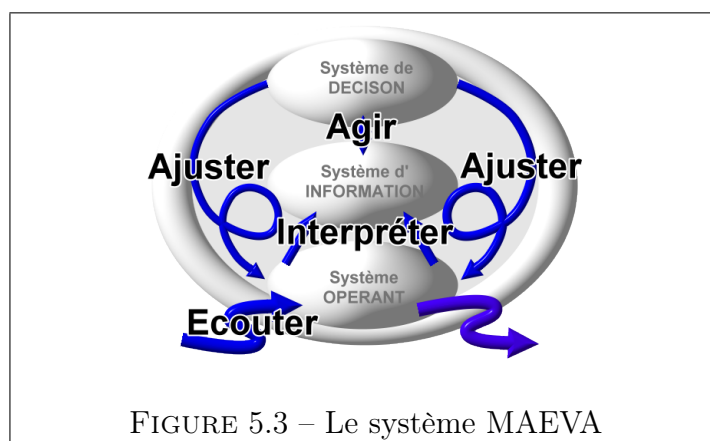 Système de
DECISON
Agir
Ajuster
Ajuster
Système d'
INFORMATION
Interpréter
Système
OPERANT
Ecouter
FIGURE 5.3 – Le système MAEVA